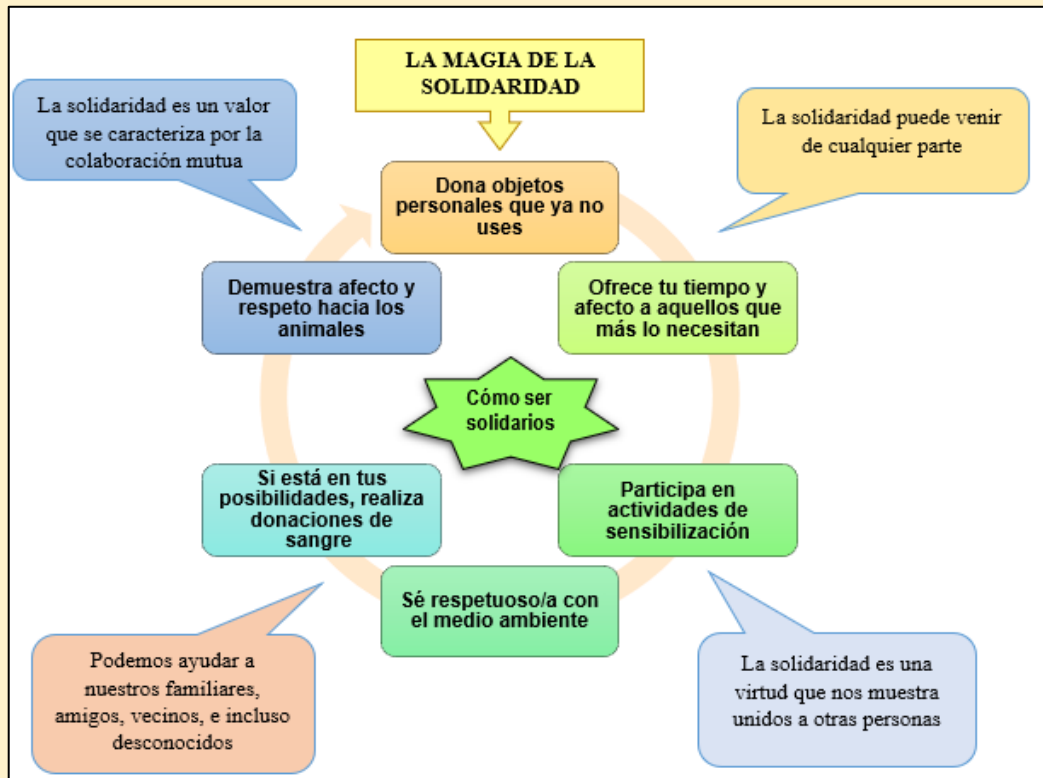 LA MAGIA DE LA
SOLIDARIDAD
La solidaridad es un valor
que se caracteriza por la
colaboración mutua
La solidaridad puede venir
de cualquier parte
Dona objetos
personales que ya no
uses
Demuestra afecto y
respeto hacia los
animales
Ofrece tu tiempo y
afecto a aquellos que
más lo necesitan
Cómo ser
solidarios
Si está en tus
posibilidades, realiza
donaciones de
sangre
Participa en
actividades de
sensibilización
Sé respetuoso/a con
el medio ambiente
Podemos ayudar a
nuestros familiares,
amigos, vecinos, e incluso
desconocidos
La solidaridad es una
virtud que nos muestra
unidos a otras personas